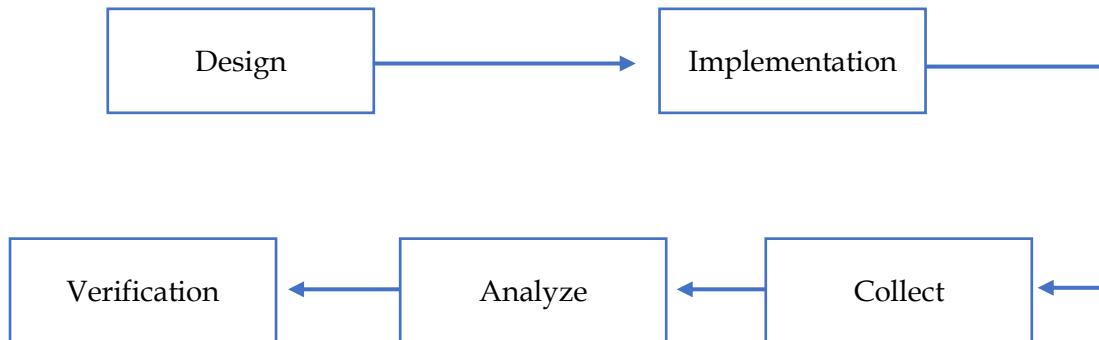 Design
Implementation
Collect
Analyze
Verification